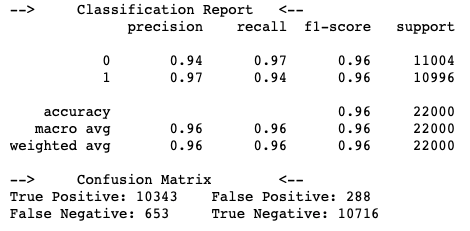 -->     Classification Report   <--
              precision    recall  f1-score   support

           0       0.94      0.97      0.96     11004
           1       0.97      0.94      0.96     10996

    accuracy                           0.96     22000
   macro avg       0.96      0.96      0.96     22000
weighted avg       0.96      0.96      0.96     22000

-->     Confusion Matrix        <--
True Positive: 10343    False Positive: 288
False Negative: 653     True Negative: 10716